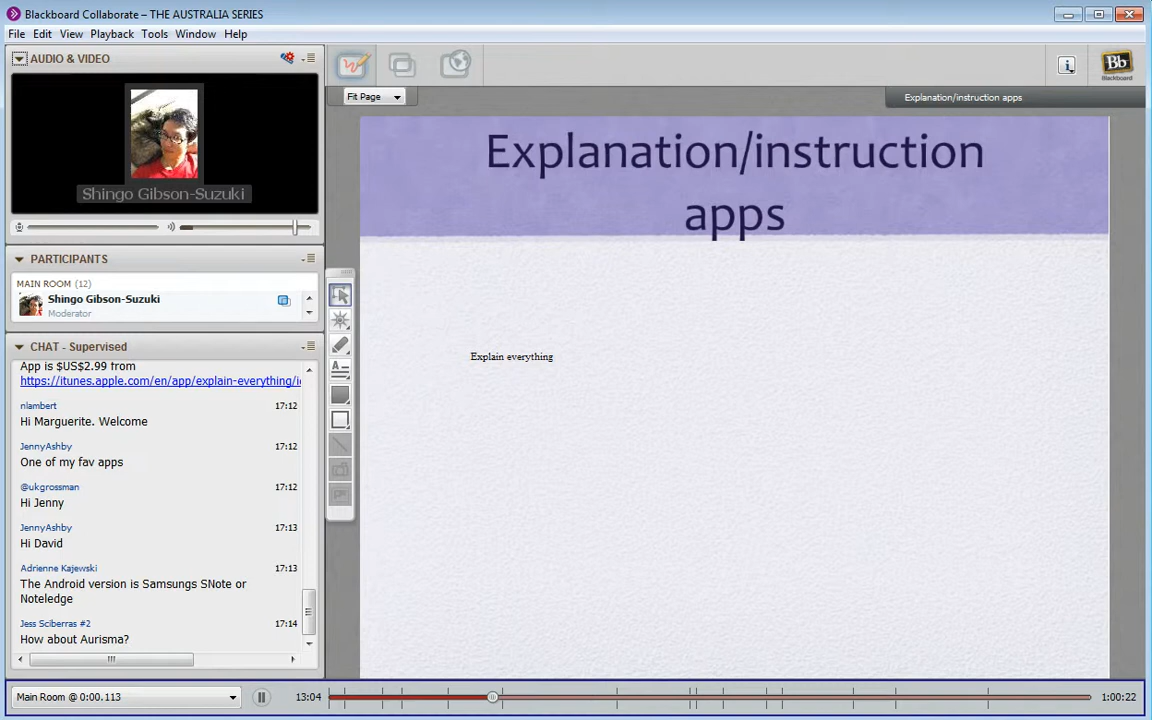 Blackboard Collaborate – THE AUSTRALIA SERIES
File Edit View Playback Tools Window Help
AUDIO & VIDEO
Shingo Gibson-Suzuki
PARTICIPANTS
MAIN ROOM (12)
Shingo Gibson-Suzuki
Moderator
CHAT - Supervised
App is $US$2.99 from
https://itunes.apple.com/en/app/explain-everything/i
nlambert 17:12
Hi Marguerite. Welcome
JennyAshby 17:12
One of my fav apps
@ukgrossman 17:12
Hi Jenny
JennyAshby 17:13
Hi David
Adrienne Kajewski 17:13
The Android version is Samsungs SNote or
Noteledge
Jess Sciberras #2 17:14
How about Aurisma?
Fit Page
Bb
Blackboard
Explanation/instruction apps
Explanation/instruction
apps
Explain everything
Main Room @ 0:00.113
13:04
1:00:22